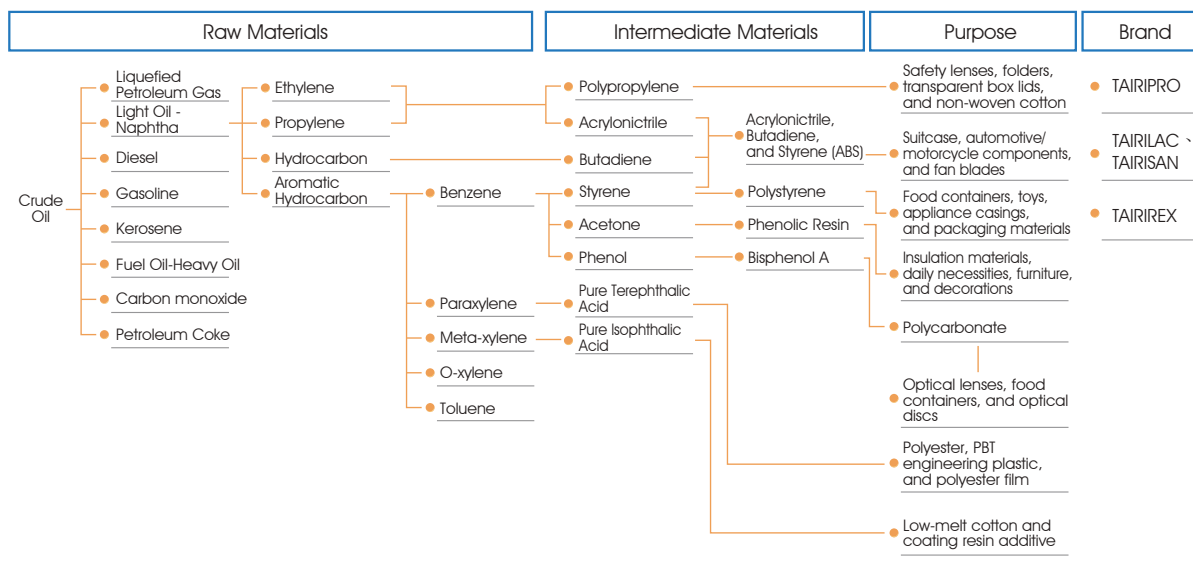 Raw Materials
Intermediate Materials
Purpose
Brand
Crude
Oil
Liquefied
Petroleum Gas
Light Oil -
Naphtha
Diesel
Gasoline
Kerosene
Fuel Oil-Heavy Oil
Carbon monoxide
Petroleum Coke
Ethylene
Propylene
Hydrocarbon
Aromatic
Hydrocarbon
Benzene
Paraxylene
Meta-xylene
O-xylene
Toluene
Polypropylene
Acrylonictrile
Butadiene
Styrene
Acetone
Phenol
Pure Terephthalic
Acid
Pure Isophthalic
Acid
Acrylonictrile,
Butadiene,
and Styrene (ABS)
Polystyrene
Phenolic Resin
Bisphenol A
Safety lenses, folders,
transparent box lids,
and non-woven cotton
Suitcase, automotive/
motorcycle components,
and fan blades
Food containers, toys,
appliance casings,
and packaging materials
Insulation materials,
daily necessities, furniture,
and decorations
Polycarbonate
Optical lenses, food
containers, and optical
discs
Polyester, PBT
engineering plastic,
and polyester film
Low-melt cotton and
coating resin additive
TAIRIPRO
TAIRILAC、
TAIRISAN
TAIRIREX